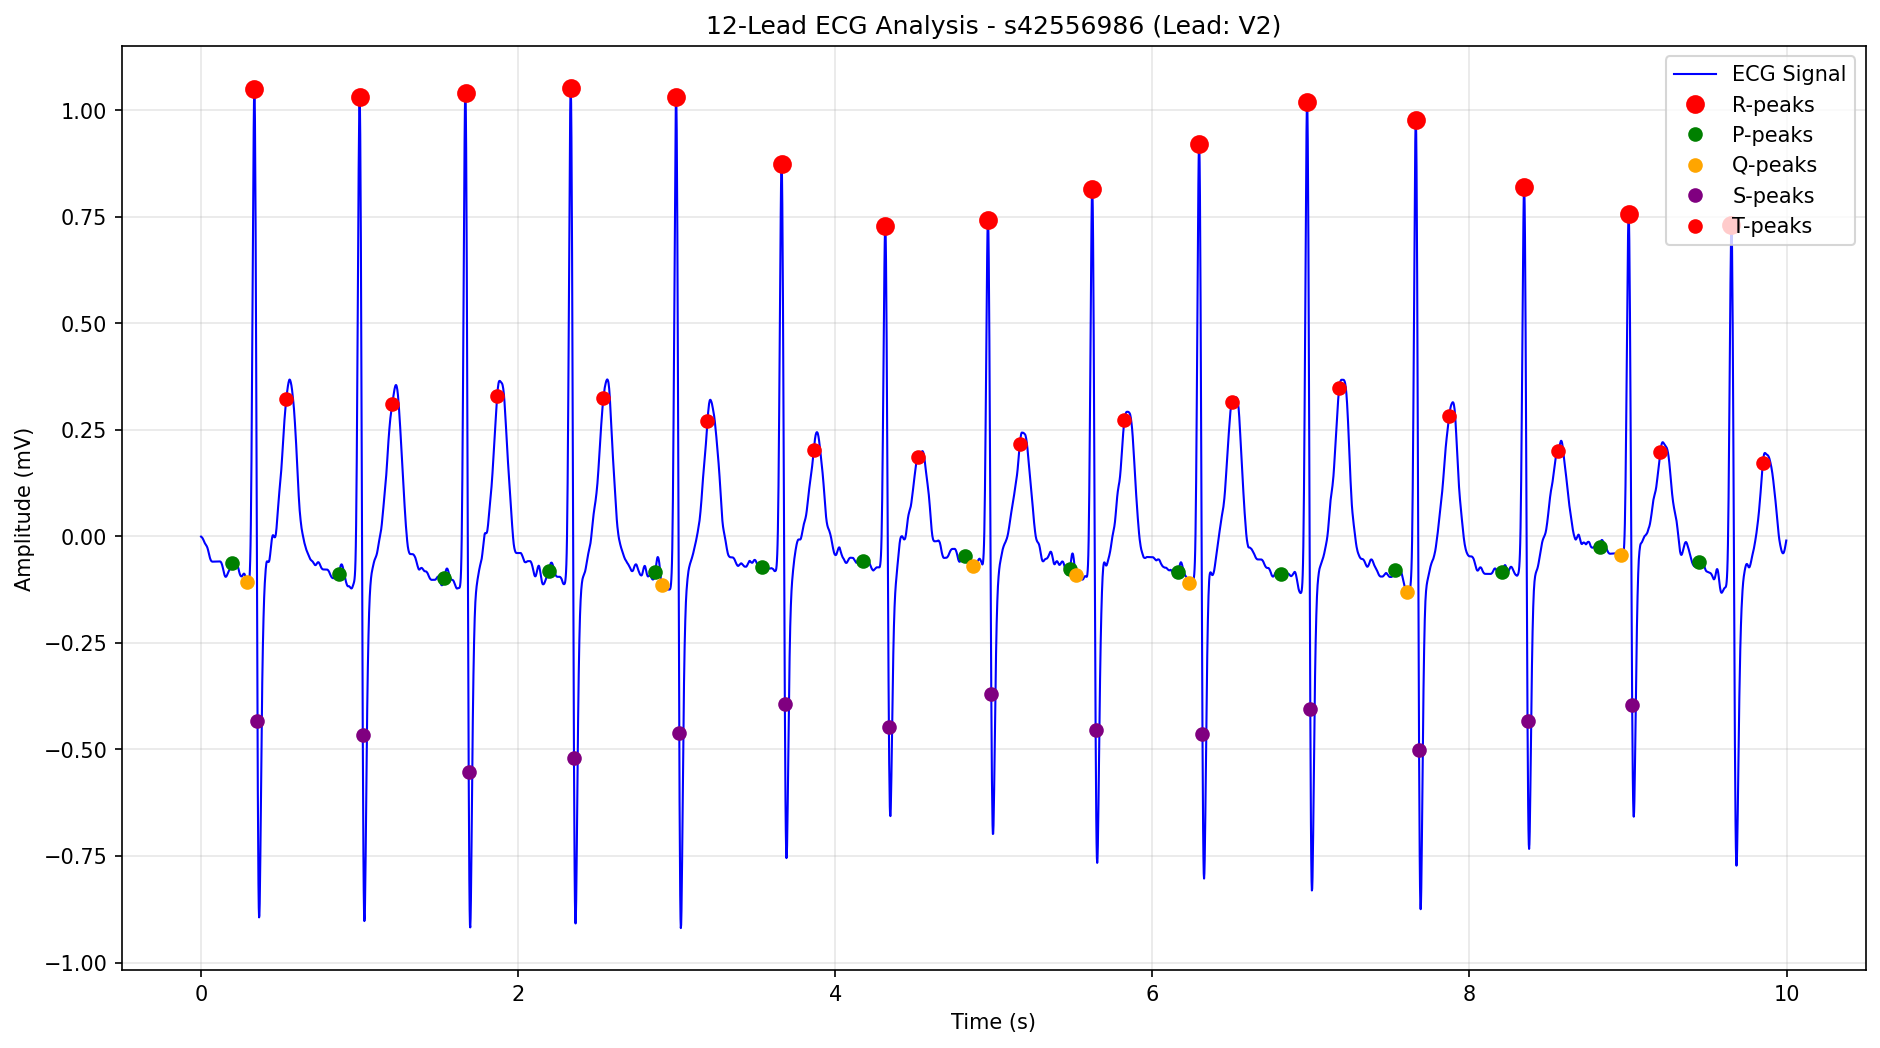 12-Lead ECG Analysis - s42556986 (Lead: V2)
ECG Signal
R-peaks
P-peaks
Q-peaks
S-peaks
T-peaks
Amplitude (mV)
1.00
0.75
0.50
0.25
0.00
−0.25
−0.50
−0.75
−1.00
0 2 4 6 8 10
Time (s)